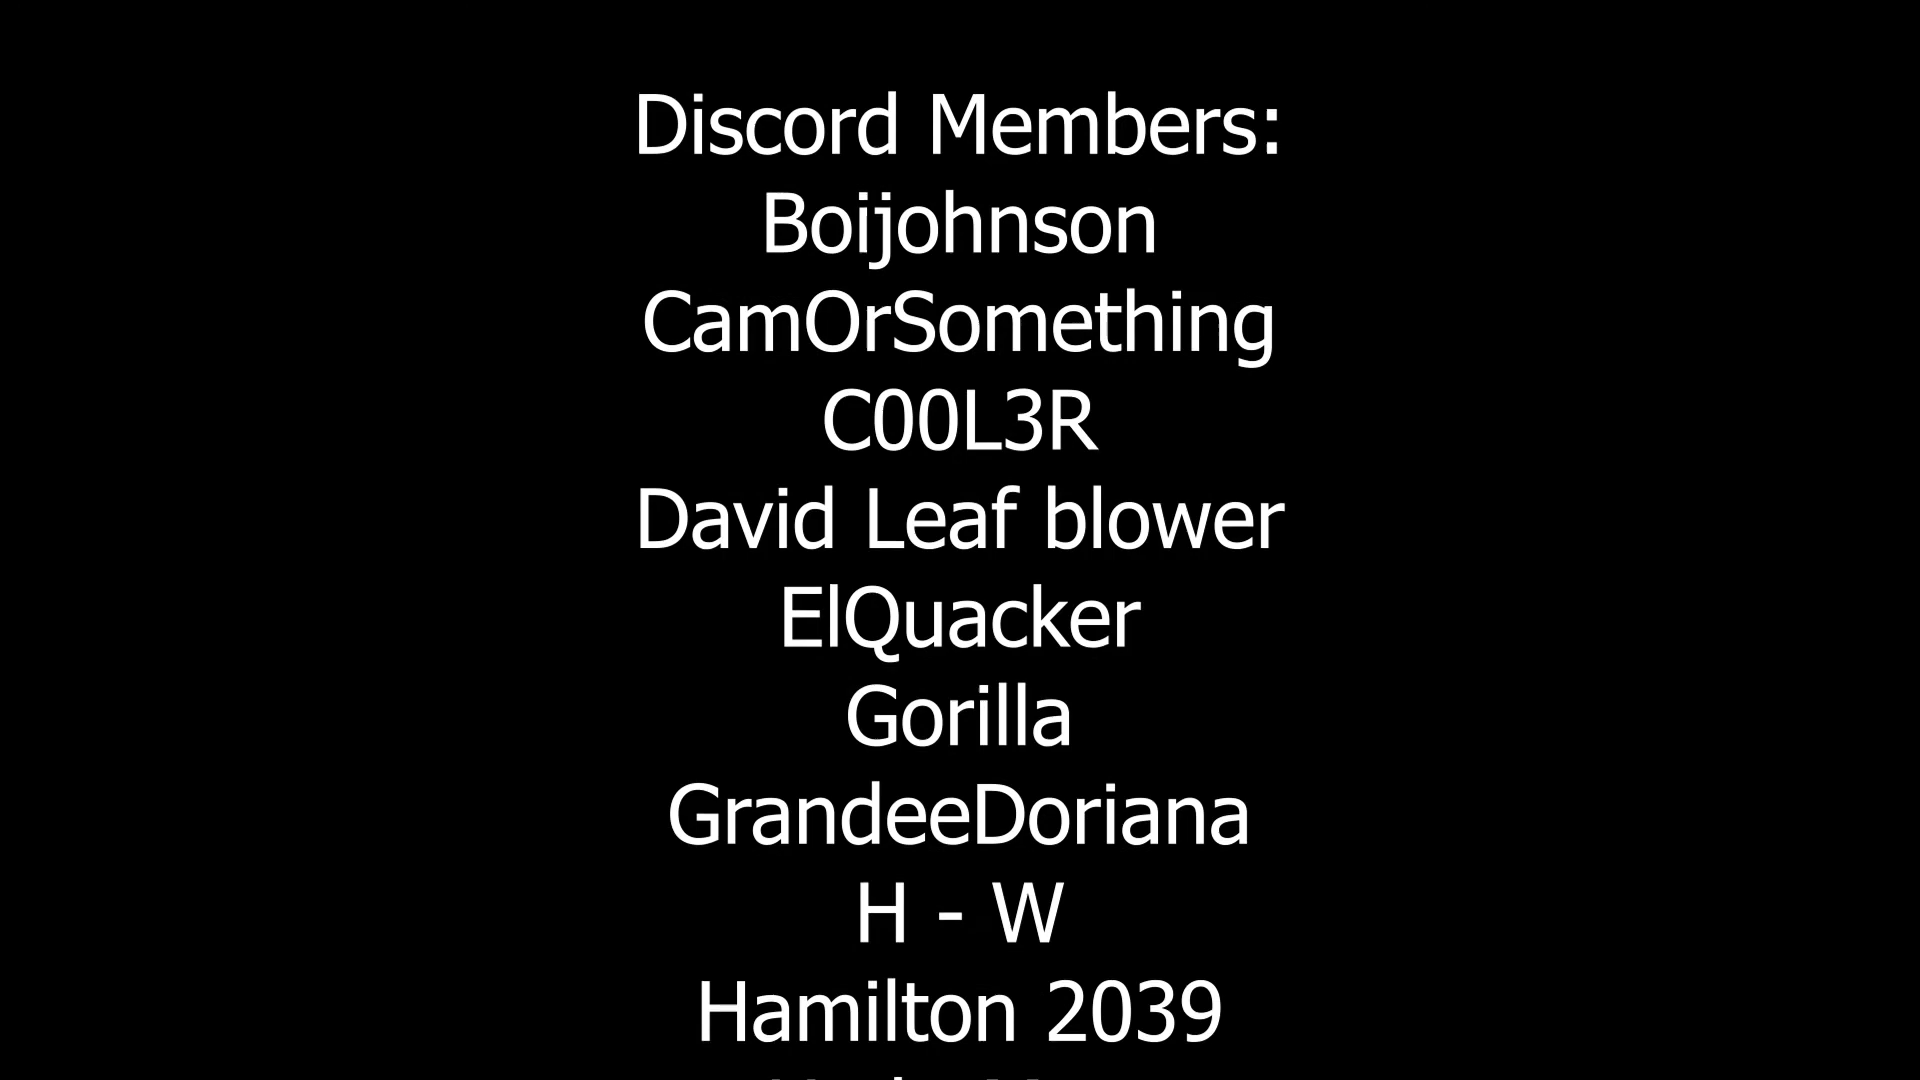 Discord Members:
Boijohnson
CamOrSomething
C00L3R
David Leaf blower
ElQuacker
Gorilla
GrandeeDoriana
H - W
Hamilton 2039